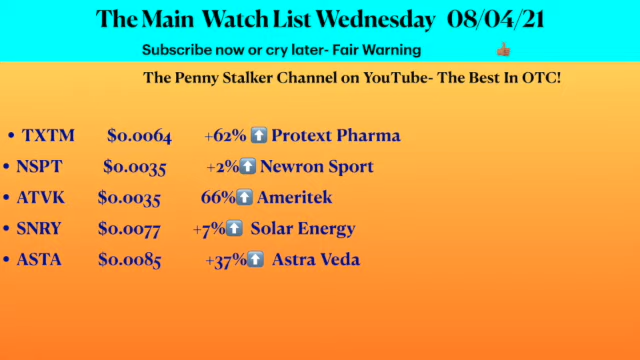 The Main Watch List Wednesday 08/04/21
Subscribe now or cry later- Fair Warning 👍🏽
The Penny Stalker Channel on YouTube- The Best In OTC!
• TXTM $0.0064 +62% ⬆️ Protext Pharma
• NSPT $0.0035 +2%⬆️ Newron Sport
• ATVK $0.0035 66%⬆️ Ameritek
• SNRY $0.0077 +7%⬆️ Solar Energy
• ASTA $0.0085 +37%⬆️ Astra Veda